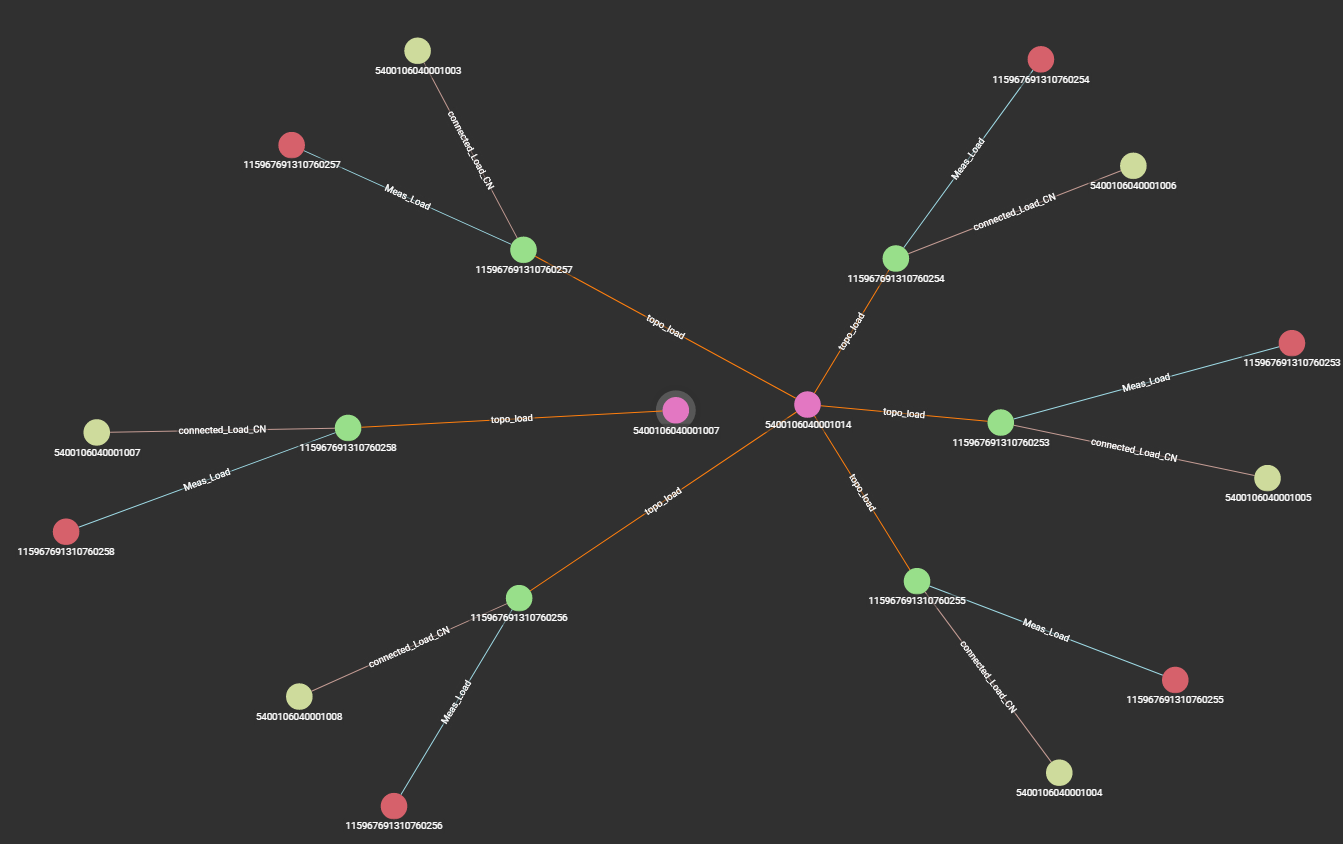 5400106040001003
115967691310760254
connected_Load_CN
115967691310760257
Meas_Load
Meas_Load
5400106040001006
connected_Load_CN
115967691310760257
115967691310760254
topo_load
topo_load
115967691310760253
Meas_Load
topo_load
5400106040001007
5400106040001014
topo_load
115967691310760253
connected_Load_CN
5400106040001007
connected_Load_CN
115967691310760258
Meas_Load
5400106040001005
topo_load
topo_load
115967691310760258
115967691310760255
115967691310760256
connected_Load_CN
Meas_Load
connected_Load_CN
Meas_Load
115967691310760255
5400106040001008
5400106040001004
115967691310760256